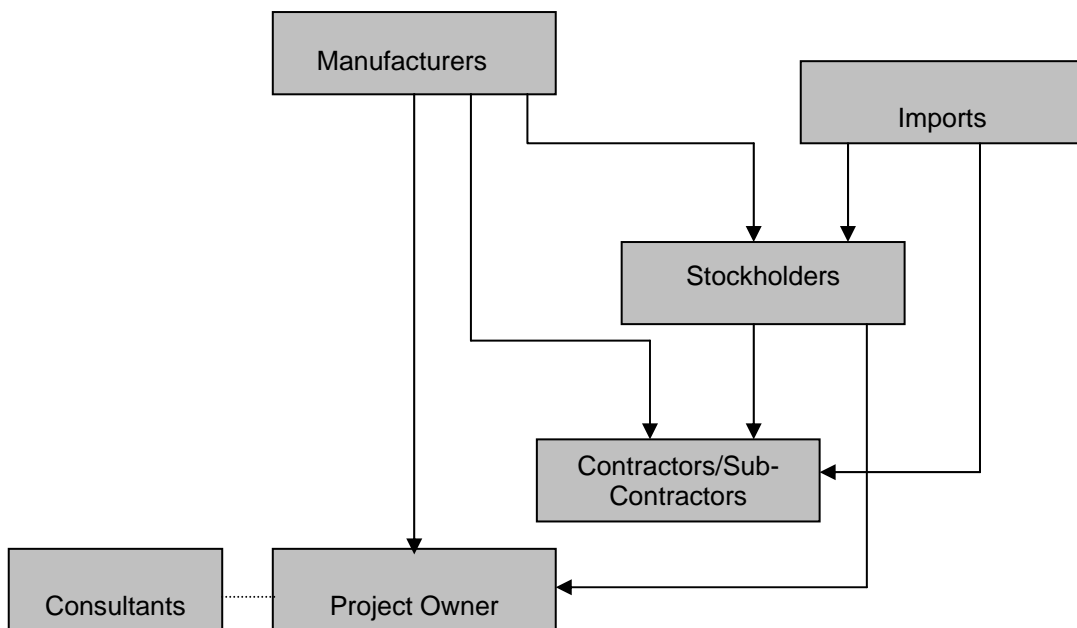 Manufacturers
Imports
Stockholders
Contractors/Sub-
Contractors
Consultants
Project Owner